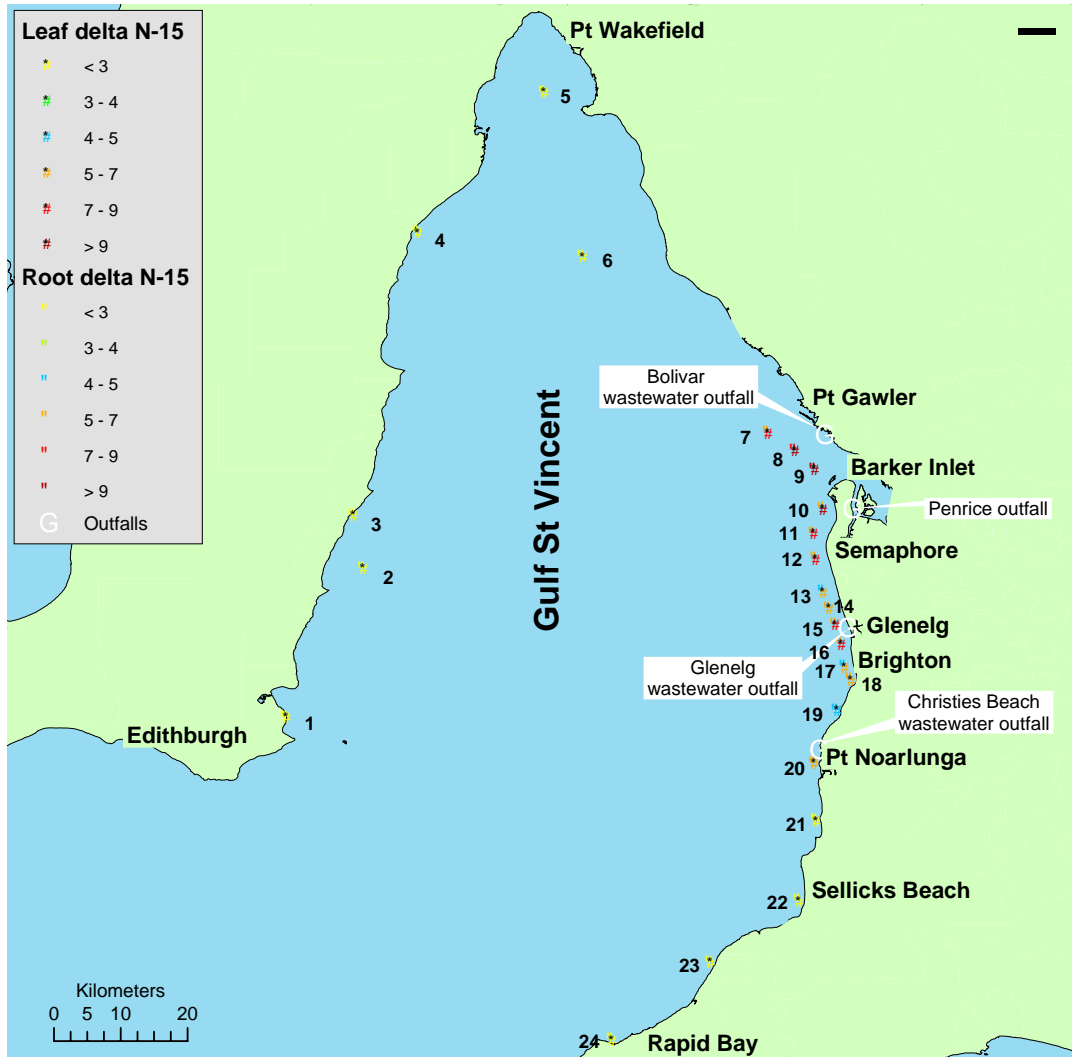 Leaf delta N-15
< 3
3 - 4
4 - 5
5 - 7
7 - 9
> 9
Root delta N-15
< 3
3 - 4
4 - 5
5 - 7
7 - 9
> 9
G Outfalls
Pt Wakefield
5
4
6
Bolivar
wastewater outfall
Pt Gawler
7
8
9
Barker Inlet
10
Penrice outfall
11
Semaphore
12
3
2
Gulf St Vincent
13
14
15
Glenelg
16
Brighton
17
18
Glenelg
wastewater outfall
Christies Beach
wastewater outfall
19
1
Edithburgh
Pt Noarlunga
20
21
Sellicks Beach
22
23
24
Rapid Bay
Kilometers
0 5 10 20